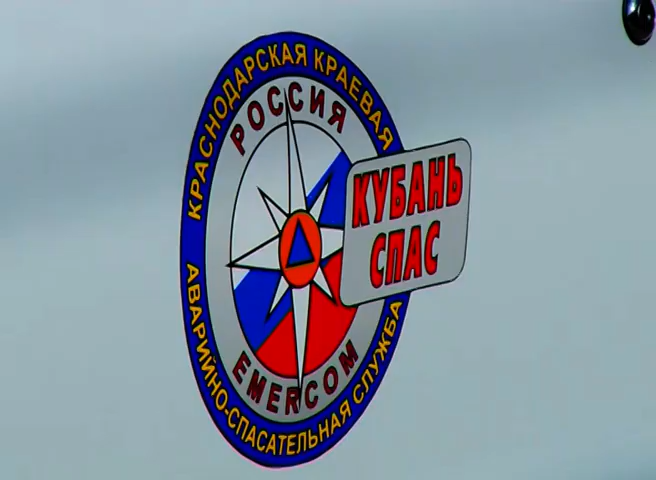 КРАСНОДАРСКАЯ КРАЕВАЯ
РОССИЯ
КУБАНЬ
СПАС
EMERCOM
АВАРИЙНО-СПАСАТЕЛЬНАЯ СЛУЖБА